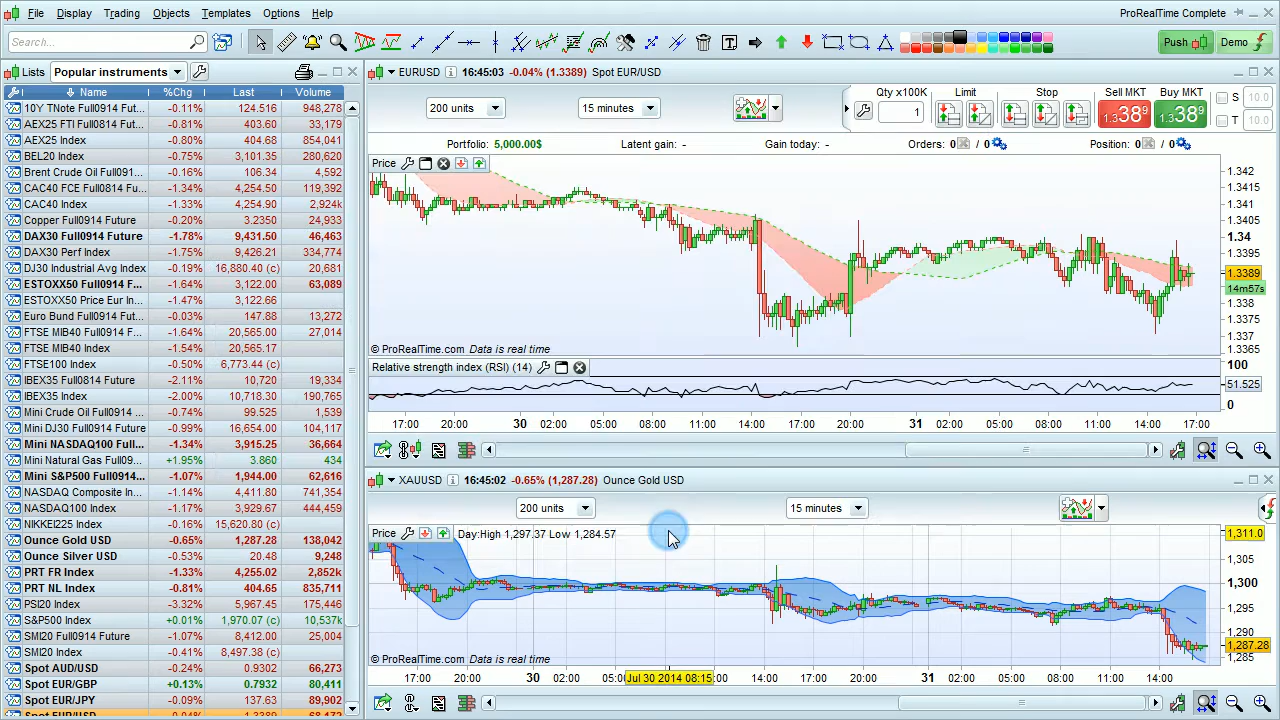 File Display Trading Objects Templates Options Help ProRealTime Complete
Search... Push Demo
Lists Popular instruments
Name %Chg Last Volume
10Y TNote Full0914 Fut... -0.11% 124.516 948,278
AEX25 FTI Full0814 Fut... -0.81% 403.60 33,179
AEX25 Index -0.80% 404.68 854,041
BEL20 Index -0.75% 3,101.35 280,620
Brent Crude Oil Full091... -0.16% 106.34 4,592
CAC40 FCE Full0814 Fu... -1.34% 4,254.50 119,392
CAC40 Index -1.33% 4,254.90 2,924k
Copper Full0914 Future -0.20% 3.2350 24,933
DAX30 Full0914 Future -1.78% 9,431.50 46,463
DAX30 Perf Index -1.75% 9,426.21 334,774
DJ30 Industrial Avg Index -0.19% 16,880.40 (c) 20,681
ESTOXX50 Full0914 Fut... -1.64% 3,122.00 63,089
ESTOXX50 Price Eur In... -1.47% 3,122.66
Euro Bund Full0914 Future -0.03% 147.88 13,272
FTSE MIB40 Full0914 F... -1.64% 20,565.00 27,014
FTSE MIB40 Index -1.54% 20,565.17
FTSE100 Index -0.50% 6,773.44 (c)
IBEX35 Full0814 Future -2.11% 10,720 19,334
IBEX35 Index -2.00% 10,718.30 190,765
Mini Crude Oil Full0914 ... -0.74% 99.525 1,539
Mini DJ30 Full0914 Future -0.99% 16,654.00 104,117
Mini NASDAQ100 Full... -1.34% 3,915.25 36,664
Mini Natural Gas Full09... +1.95% 3.860 434
Mini S&P500 Full0914... -1.07% 1,944.00 62,616
NASDAQ Composite In... -1.14% 4,411.80 741,354
NASDAQ100 Index -1.21% 3,929.67 444,459
NIKKEI225 Index -0.16% 15,620.80 (c)
Ounce Gold USD -0.65% 1,287.28 138,042
Ounce Silver USD -0.53% 20.48 9,248
PRT FR Index -1.33% 4,255.02 2,852k
PRT NL Index -0.81% 404.65 835,711
PSI20 Index -3.32% 5,967.45 175,446
S&P500 Index +0.01% 1,970.07 (c) 10,537k
SMI20 Full0914 Future -1.07% 8,412.00 25,004
SMI20 Index -0.41% 8,497.38 (c)
Spot AUD/USD -0.24% 0.9302 66,273
Spot EUR/GBP +0.13% 0.7932 80,411
Spot EUR/JPY -0.09% 137.63 89,902
Spot EUR/USD -0.04% 1.3389 68,472
EURUSD 16:45:03 -0.04% (1.3389) Spot EUR/USD
200 units 15 minutes
Qty x100K Limit Stop Sell MKT Buy MKT S 10.0
1 1.389 1.389 T 10.0
Portfolio: 5,000.00$ Latent gain: - Gain today: - Orders: 0 / 0 Position: 0 / 0
Price
1.342
1.3415
1.341
1.3405
1.34
1.3395
1.3389
14m57s
1.338
1.3375
1.337
1.3365
© ProRealTime.com Data is real time
Relative strength index (RSI) (14)
100
51.525
0
17:00 20:00 30 02:00 05:00 08:00 11:00 14:00 17:00 20:00 31 02:00 05:00 08:00 11:00 14:00 17:00
XAUUSD 16:45:02 -0.65% (1,287.28) Ounce Gold USD
200 units 15 minutes
Price Day:High 1,297.37 Low 1,284.57
1,311.0
1,305
1,300
1,295
1,290
1,287.28
1,285
© ProRealTime.com Data is real time
17:00 20:00 30 02:00 05:0 Jul 30 2014 08:15 :00 14:00 17:00 20:00 31 02:00 05:00 08:00 11:00 14:00